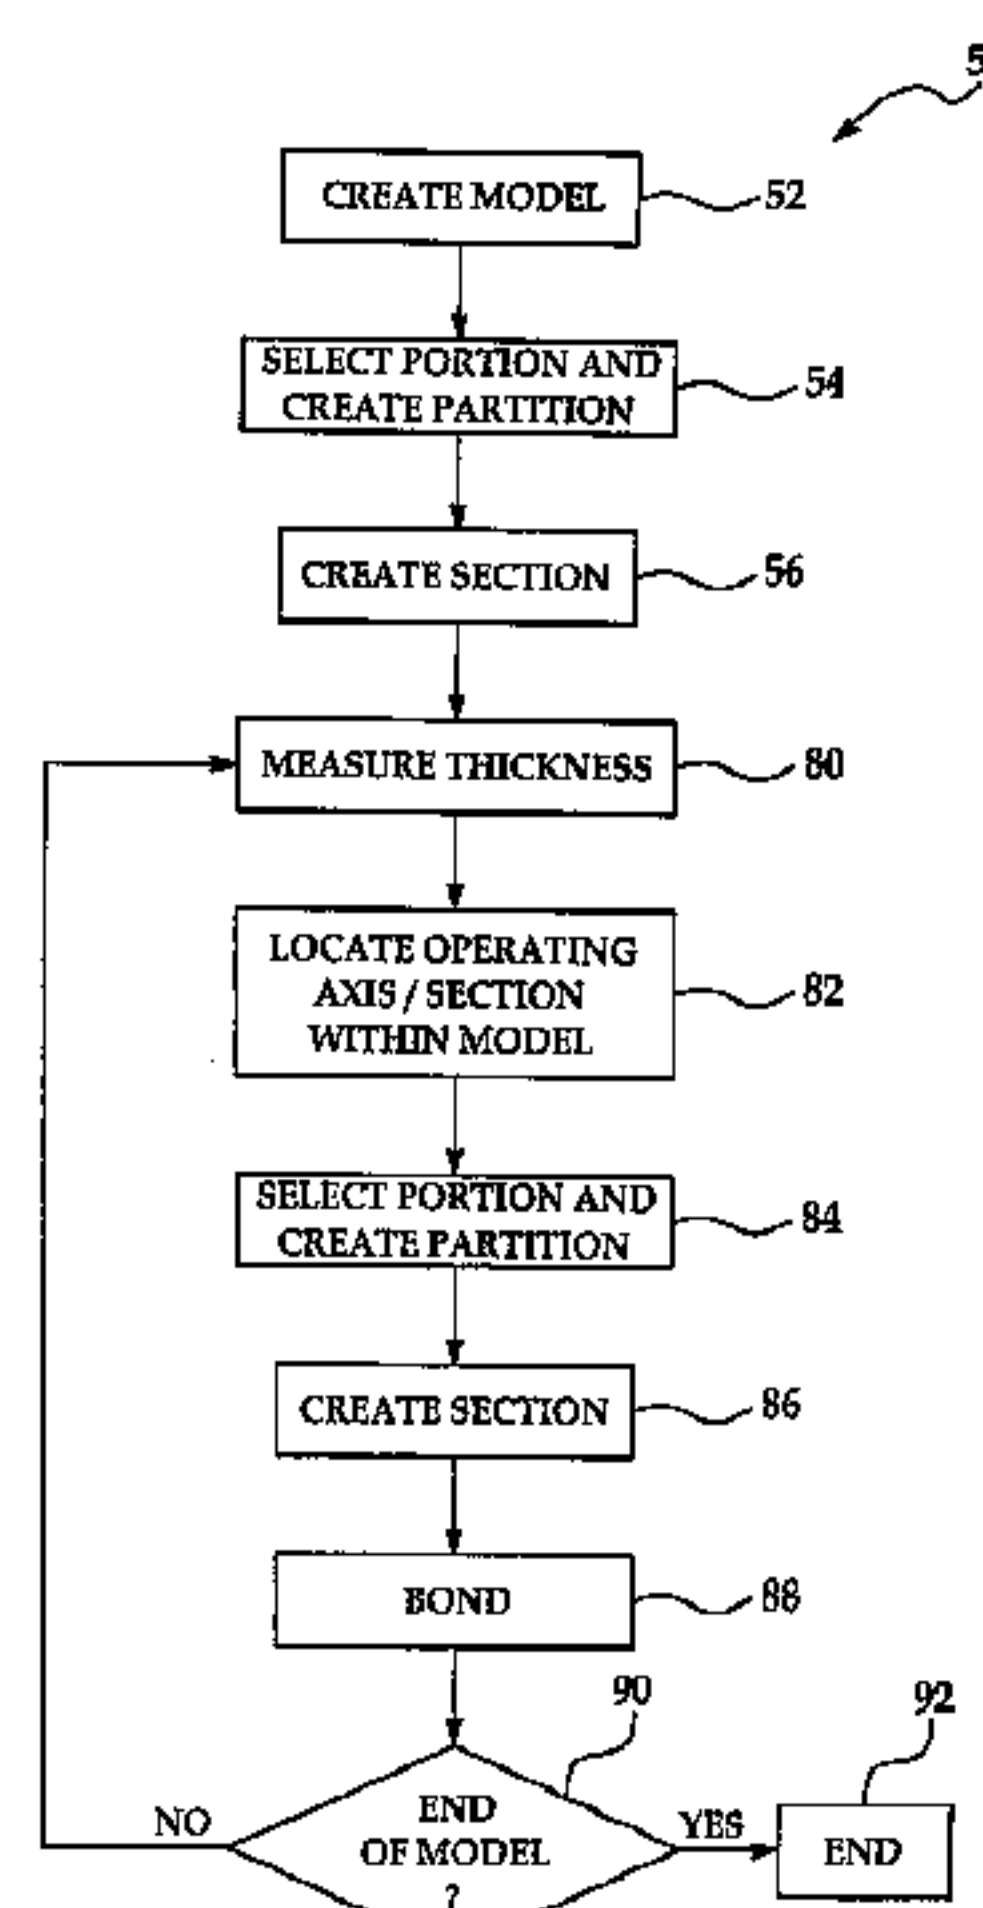 CREATE MODEL
52
SELECT PORTION AND
CREATE PARTITION
54
CREATE SECTION
56
MEASURE THICKNESS
80
LOCATE OPERATING
AXIS / SECTION
WITHIN MODEL
82
SELECT PORTION AND
CREATE PARTITION
84
CREATE SECTION
86
BOND
88
90
92
NO
END
OF MODEL
?
YES
END